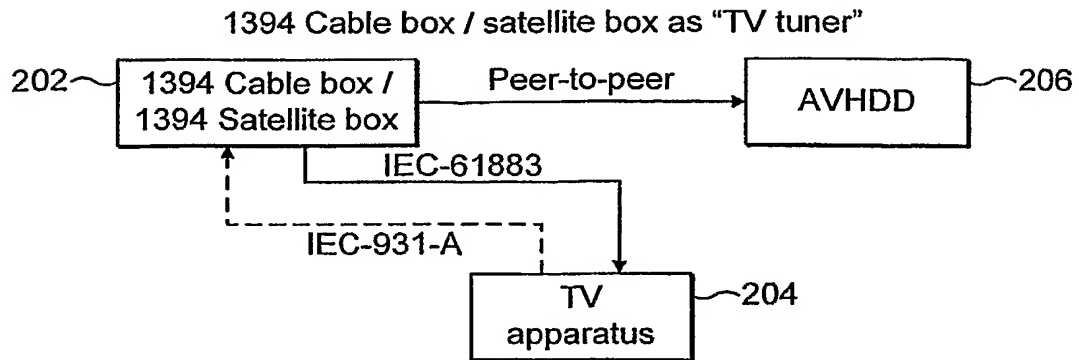 1394 Cable box / satellite box as "TV tuner"
202
1394 Cable box /
1394 Satellite box
Peer-to-peer
AVHDD
206
IEC-61883
IEC-931-A
TV
apparatus
204